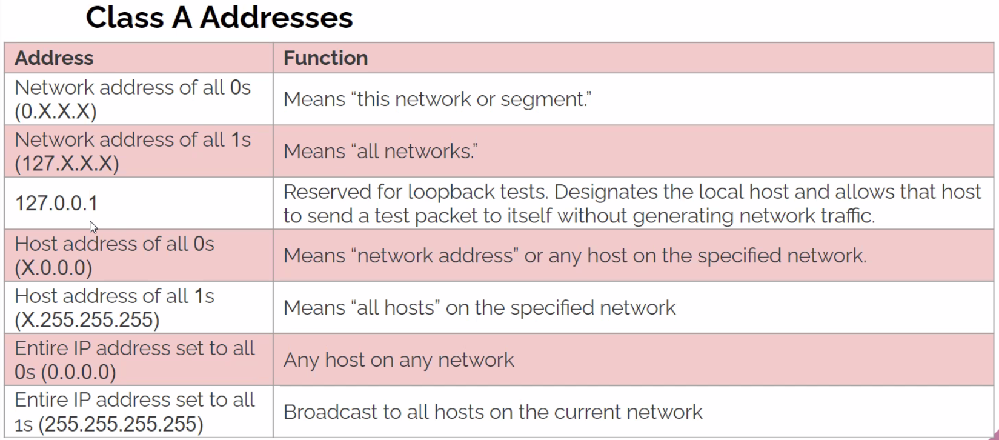 Class A Addresses
Address
Function
Network address of all 0s
(0.X.X.X)
Means “this network or segment.”
Network address of all 1s
(127.X.X.X)
Means “all networks.”
127.0.0.1
Reserved for loopback tests. Designates the local host and allows that host
to send a test packet to itself without generating network traffic.
Host address of all 0s
(X.0.0.0)
Means “network address” or any host on the specified network.
Host address of all 1s
(X.255.255.255)
Means “all hosts” on the specified network
Entire IP address set to all
0s (0.0.0.0)
Any host on any network
Entire IP address set to all
1s (255.255.255.255)
Broadcast to all hosts on the current network